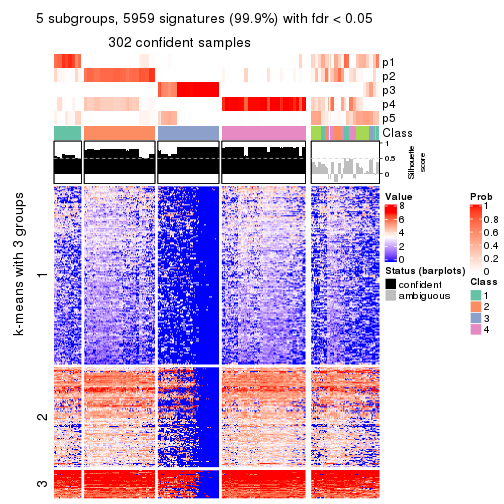 5 subgroups, 5959 signatures (99.9%) with fdr < 0.05
302 confident samples
p1
p2
p3
p4
p5
Class
1
0.5
0
Silhouette
score
k-means with 3 groups
1
2
3
Value
8
6
4
2
0
Status (barplots)
confident
ambiguous
Prob
1
0.8
0.6
0.4
0.2
0
Class
1
2
3
4